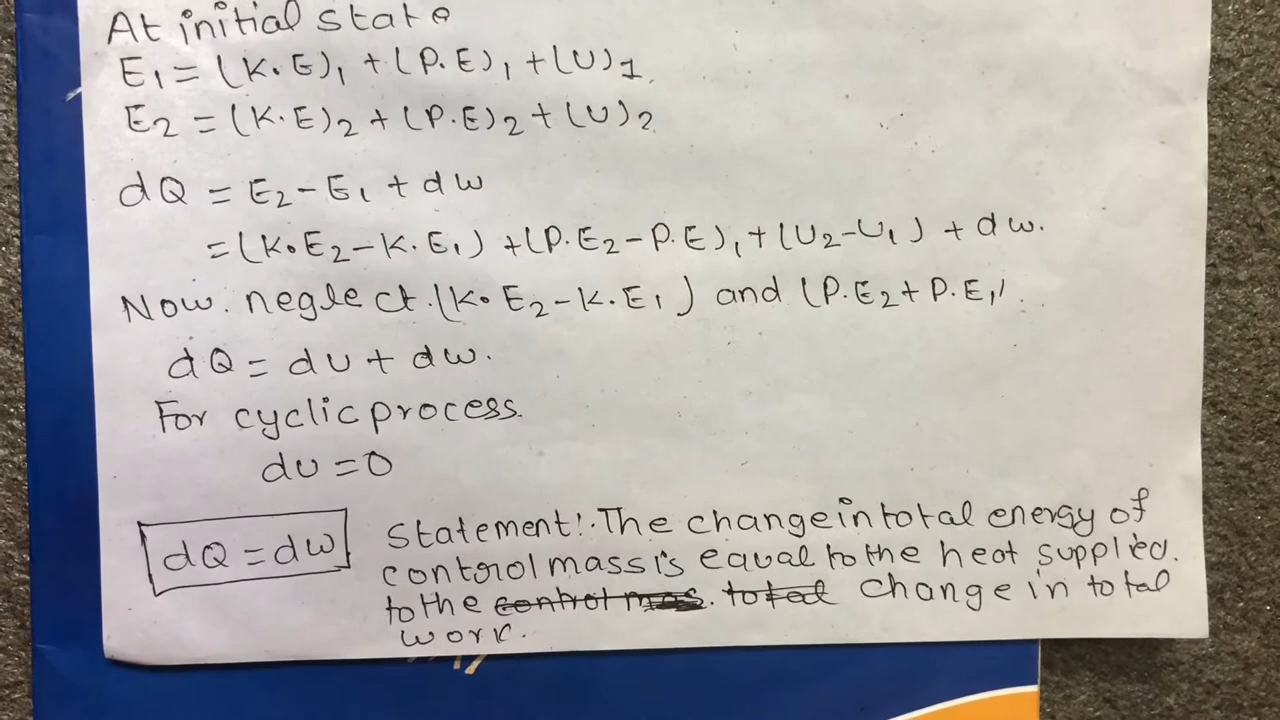 At initial state
E₁ = (K.E)₁ + (P.E)₁ + (U)₁.
E₂ = (K.E)₂ + (P.E)₂ + (U)₂
dQ = E₂ - E₁ + dw
= (K.E₂ - K.E₁) + (P.E₂ - P.E)₁ + (U₂ - U₁) + dw.
Now. neglect. (K.E₂ - K.E₁) and (P.E₂ + P.E₁)
dQ = dU + dw.
For cyclic process.
dU = 0
dQ = dW
Statement:. The change in total energy of
control mass is equal to the heat supplied.
to the control mas. total change in total
work.